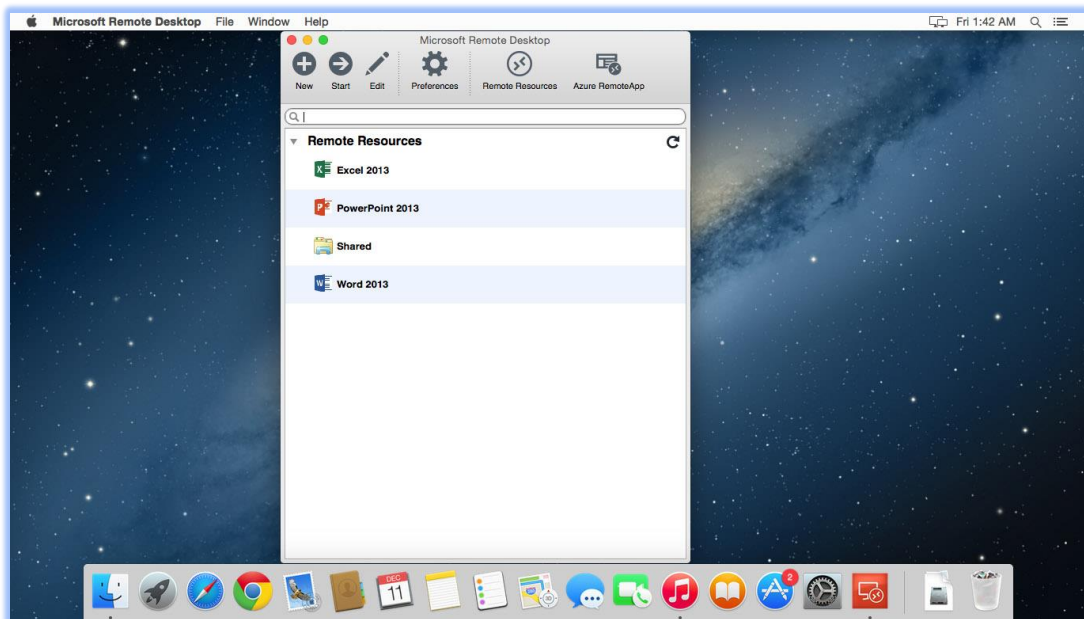 Microsoft Remote Desktop File Window Help Fri 1:42 AM
Microsoft Remote Desktop
New Start Edit Preferences Remote Resources Azure RemoteApp
Remote Resources
Excel 2013
PowerPoint 2013
Shared
Word 2013
2
DEC
11
3D